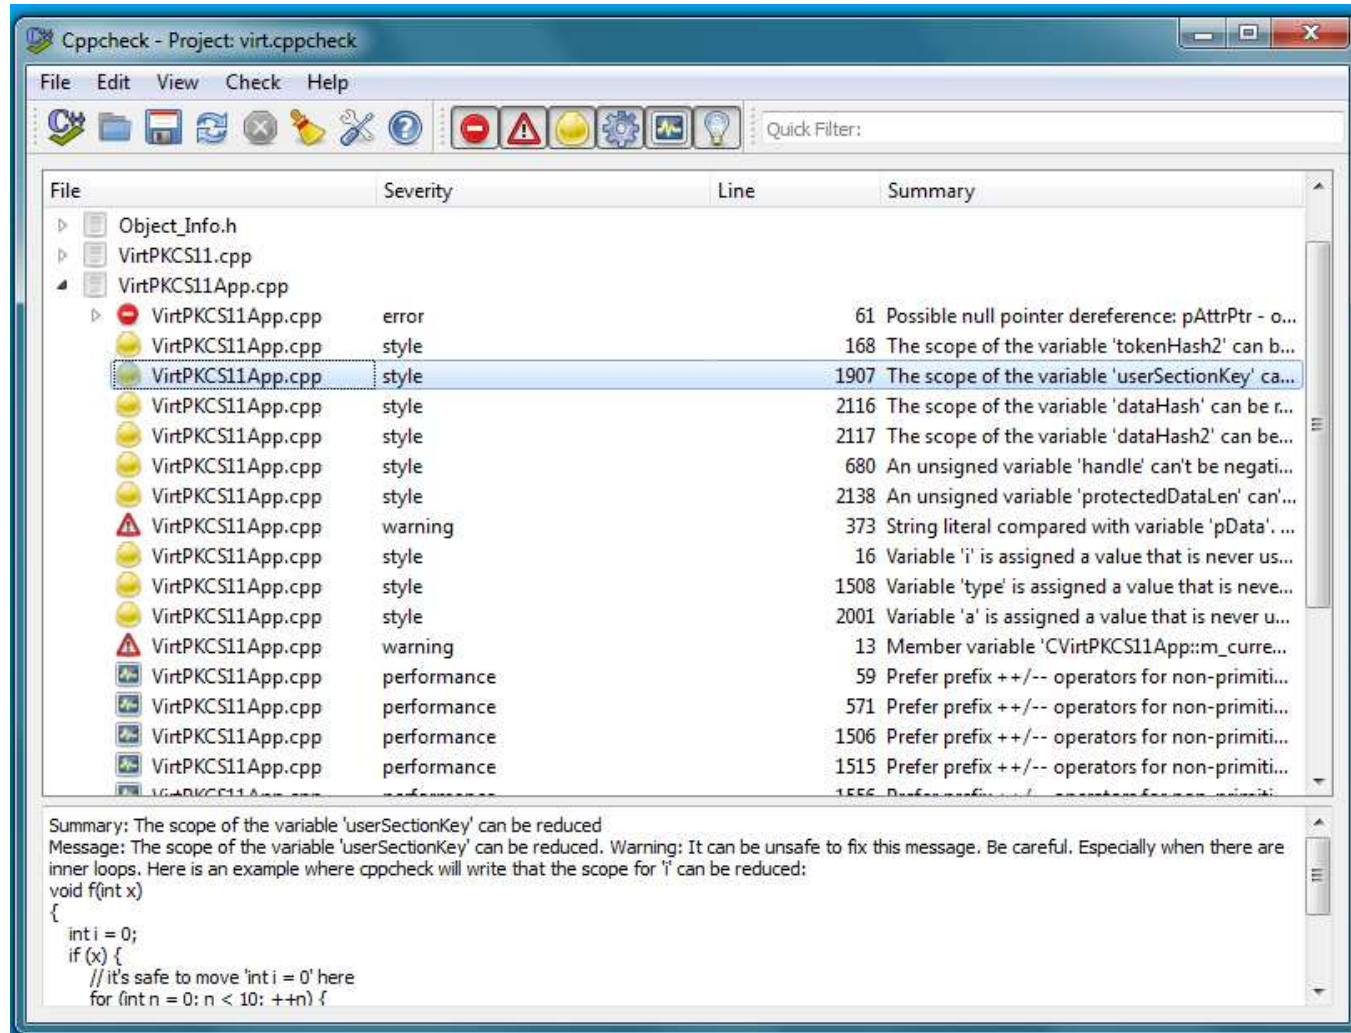 Cppcheck - Project: virt.cppcheck
File Edit View Check Help
Quick Filter:
File Severity Line Summary
Object_Info.h
VirtPKCS11.cpp
VirtPKCS11App.cpp
VirtPKCS11App.cpp error 61 Possible null pointer dereference: pAttrPtr - o...
VirtPKCS11App.cpp style 168 The scope of the variable 'tokenHash2' can b...
VirtPKCS11App.cpp style 1907 The scope of the variable 'userSectionKey' ca...
VirtPKCS11App.cpp style 2116 The scope of the variable 'dataHash' can be r...
VirtPKCS11App.cpp style 2117 The scope of the variable 'dataHash2' can be...
VirtPKCS11App.cpp style 680 An unsigned variable 'handle' can't be negati...
VirtPKCS11App.cpp style 2138 An unsigned variable 'protectedDataLen' can'...
VirtPKCS11App.cpp warning 373 String literal compared with variable 'pData'. ...
VirtPKCS11App.cpp style 16 Variable 'i' is assigned a value that is never us...
VirtPKCS11App.cpp style 1508 Variable 'type' is assigned a value that is neve...
VirtPKCS11App.cpp style 2001 Variable 'a' is assigned a value that is never u...
VirtPKCS11App.cpp warning 13 Member variable 'CVirtPKCS11App::m_curre...
VirtPKCS11App.cpp performance 59 Prefer prefix ++/-- operators for non-primiti...
VirtPKCS11App.cpp performance 571 Prefer prefix ++/-- operators for non-primiti...
VirtPKCS11App.cpp performance 1506 Prefer prefix ++/-- operators for non-primiti...
VirtPKCS11App.cpp performance 1515 Prefer prefix ++/-- operators for non-primiti...
Summary: The scope of the variable 'userSectionKey' can be reduced
Message: The scope of the variable 'userSectionKey' can be reduced. Warning: It can be unsafe to fix this message. Be careful. Especially when there are
inner loops. Here is an example where cppcheck will write that the scope for 'i' can be reduced:
void f(int x)
{
int i = 0;
if (x) {
// it's safe to move 'int i = 0' here
for (int n = 0; n < 10; ++n) {